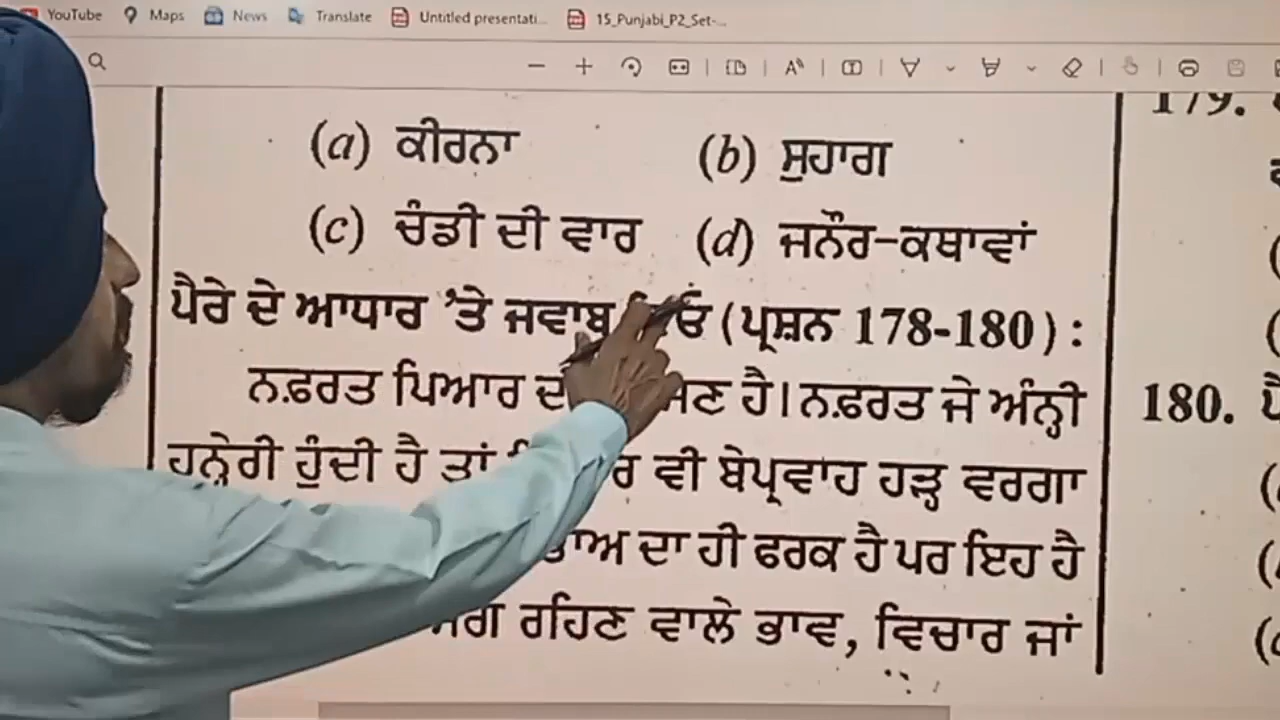 YouTube Maps News Translate Untitled presentati... 15_Punjabi_P2_Set-...
(a) ਕੀਰਨਾ (b) ਸੁਹਾਗ
(c) ਚੰਡੀ ਦੀ ਵਾਰ (d) ਜਨੌਰ-ਕਥਾਵਾਂ
ਪੈਰੇ ਦੇ ਆਧਾਰ ’ਤੇ ਜਵਾਬ (ਪ੍ਰਸ਼ਨ 178-180) :
ਨਫ਼ਰਤ ਪਿਆਰ ਹੈ। ਨਫ਼ਰਤ ਜੇ ਅੰਨ੍ਹੀ
ਹਨ੍ਹੇਰੀ ਹੁੰਦੀ ਹੈ ਤਾਂ ਵੀ ਬੇਪ੍ਰਵਾਹ ਹੜ੍ਹ ਵਰਗਾ
ਦਾ ਹੀ ਫਰਕ ਹੈ ਪਰ ਇਹ ਹੈ
ਰਹਿਣ ਵਾਲੇ ਭਾਵ, ਵਿਚਾਰ ਜਾਂ
179.
180.